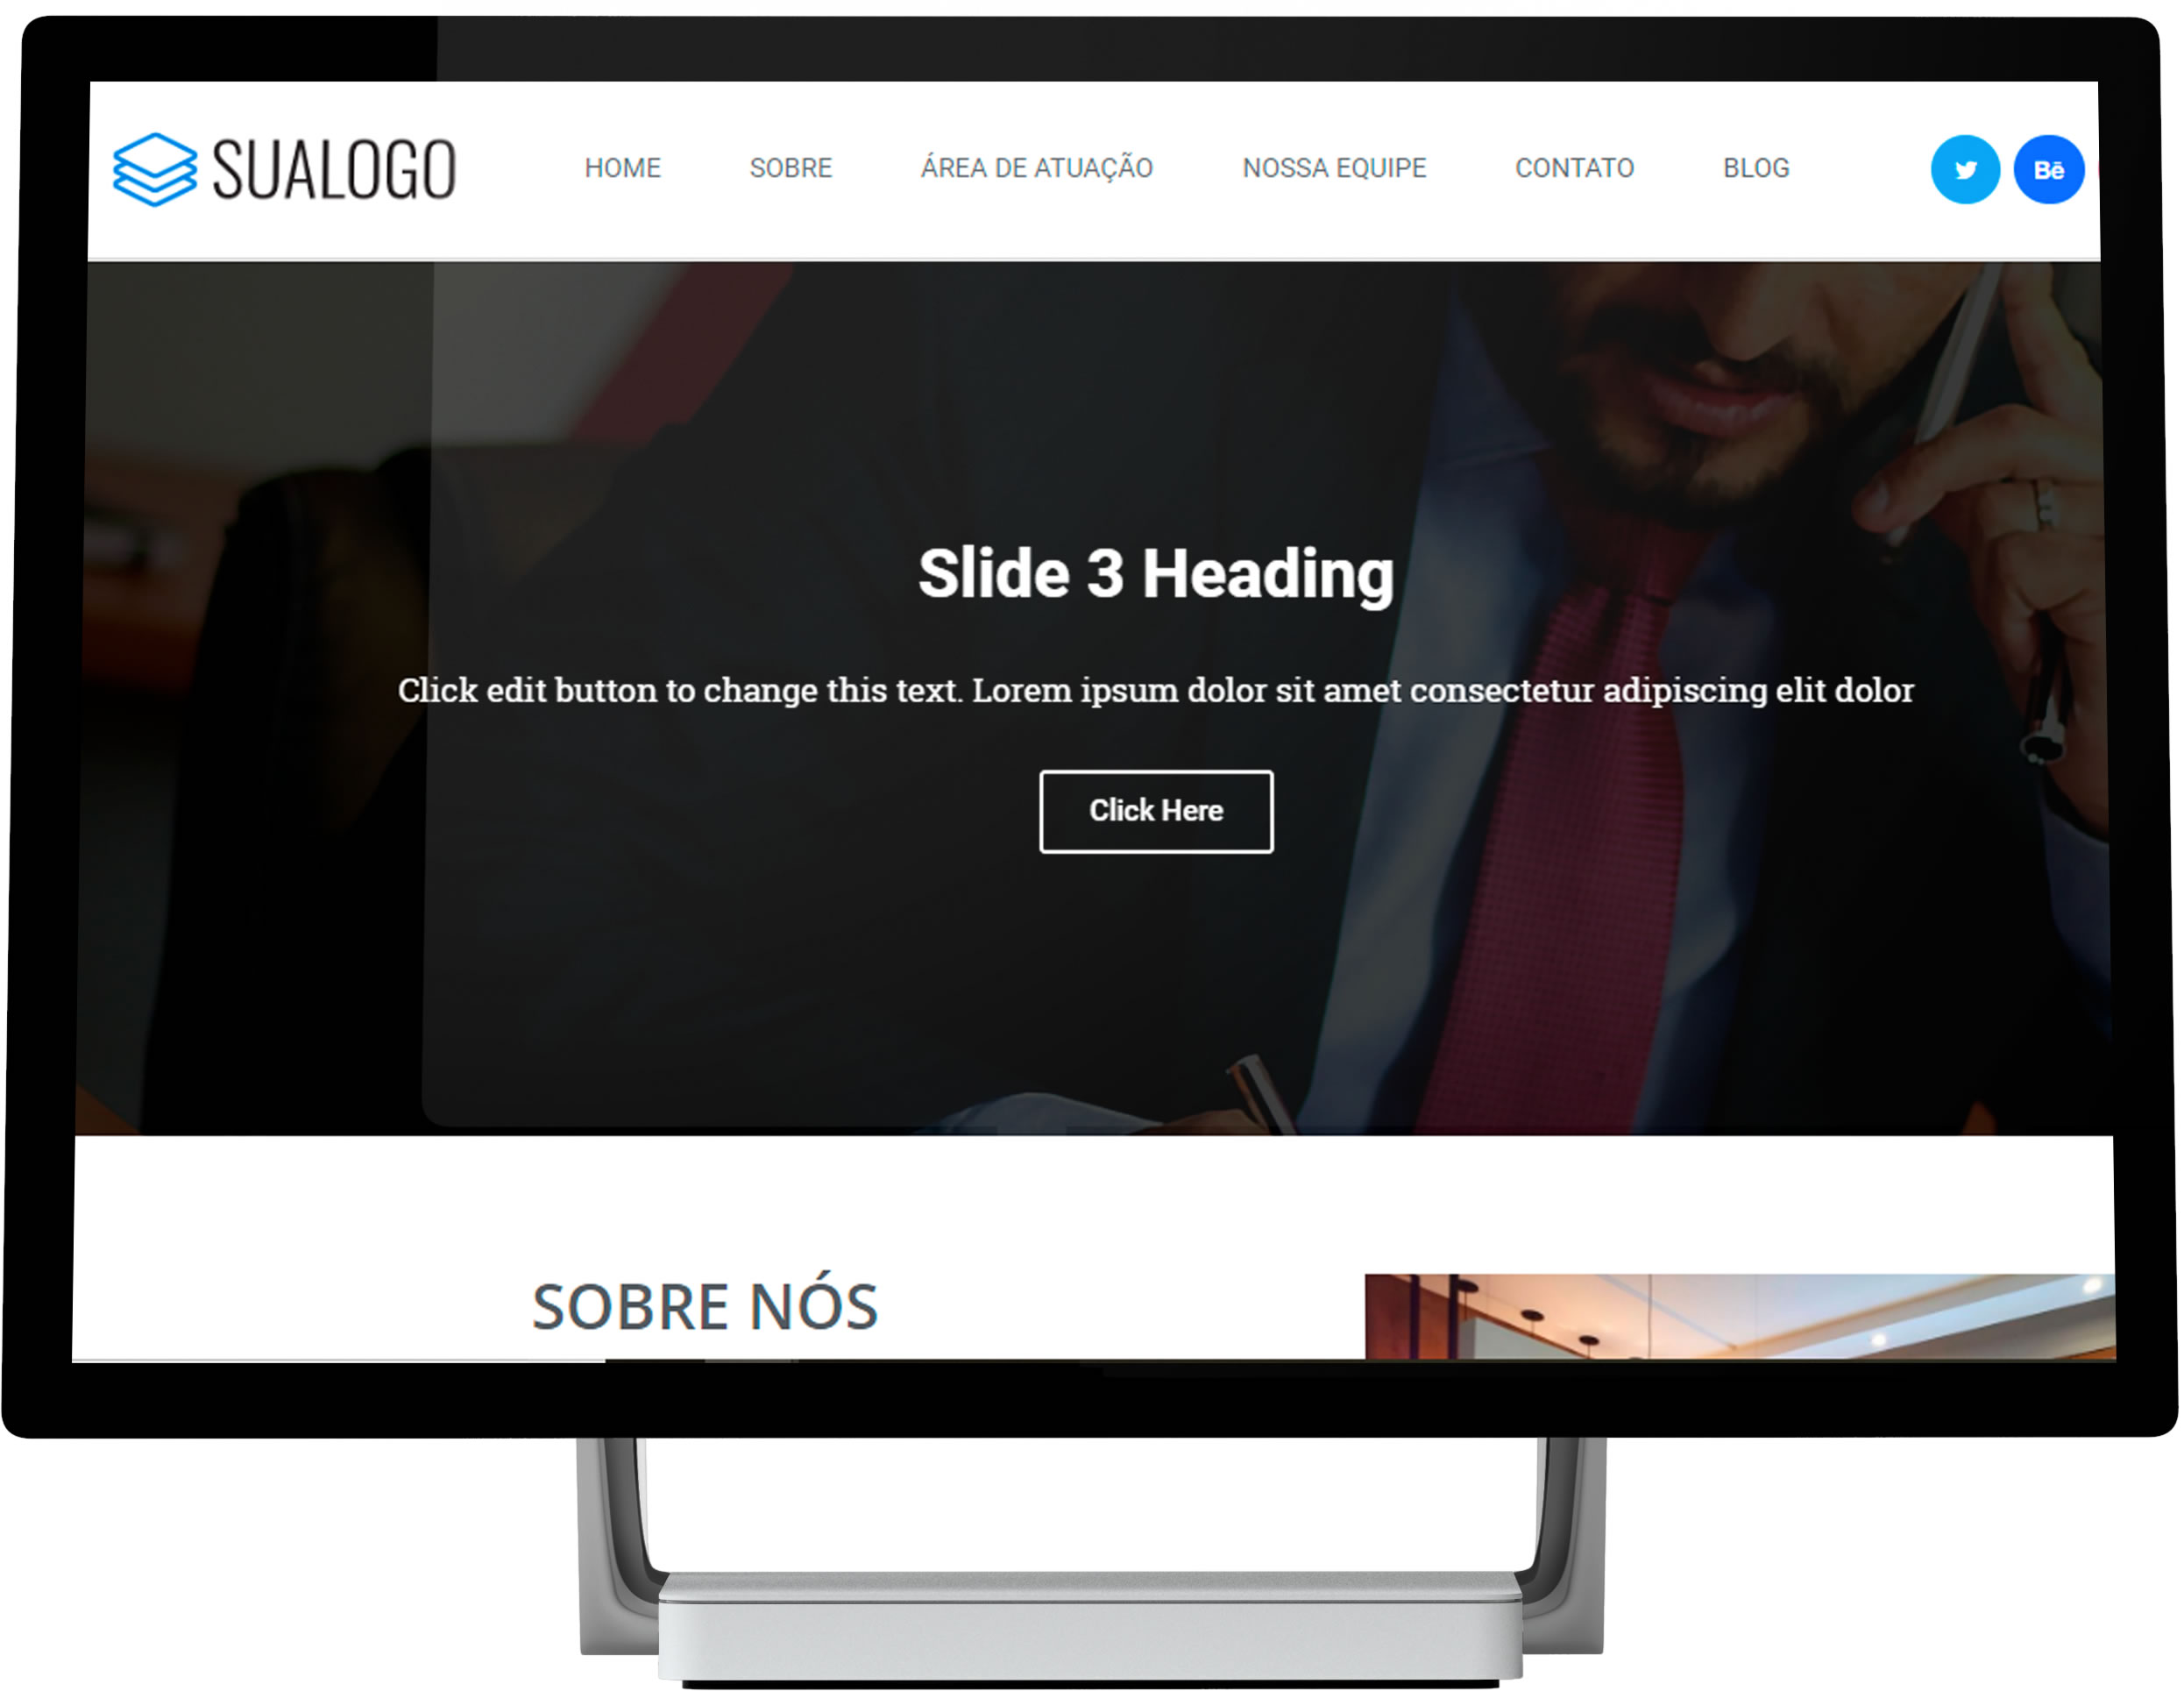 SUALOGO
HOME SOBRE ÁREA DE ATUAÇÃO NOSSA EQUIPE CONTATO BLOG
Bē
Slide 3 Heading
Click edit button to change this text. Lorem ipsum dolor sit amet consectetur adipiscing elit dolor
Click Here
SOBRE NÓS